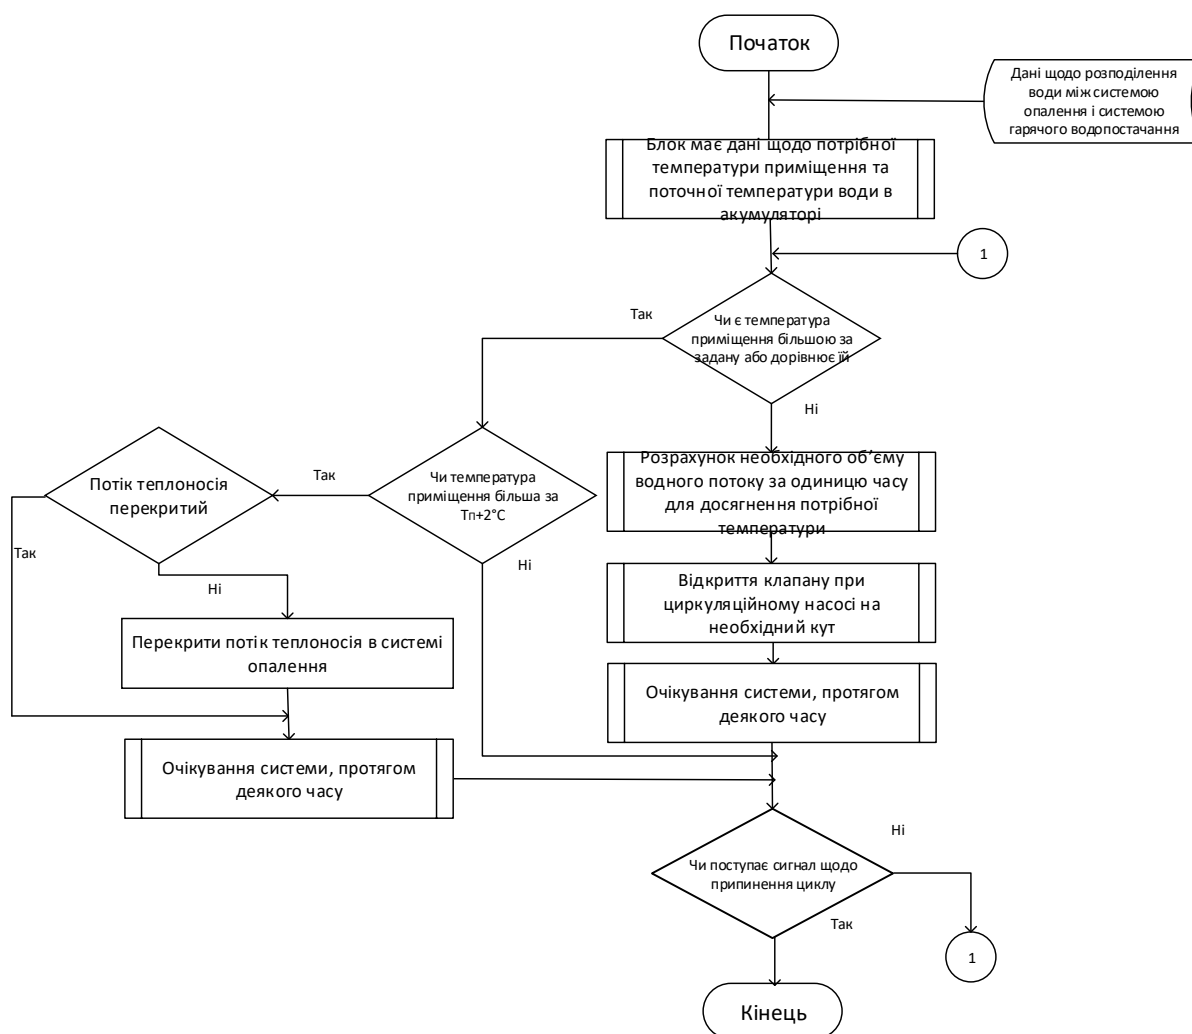 Початок
Дані щодо розподілення
води між системою
опалення і системою
гарячого водопостачання
Блок має дані щодо потрібної
температури приміщення та
поточної температури води в
акумуляторі
1
Так
Чи є температура
приміщення більшою за
задану або дорівнює їй
Ні
Потік теплоносія
перекритий
Так
Чи температура
приміщення більша за
Тп+2°С
Розрахунок необхідного об’єму
водного потоку за одиницю часу
для досягнення потрібної
температури
Так
Ні
Ні
Відкриття клапану при
циркуляційному насосі на
необхідний кут
Перекрити потік теплоносія в системі
опалення
Очікування системи, протягом
деякого часу
Очікування системи, протягом
деякого часу
Ні
Чи поступає сигнал щодо
припинення циклу
Так
1
Кінець